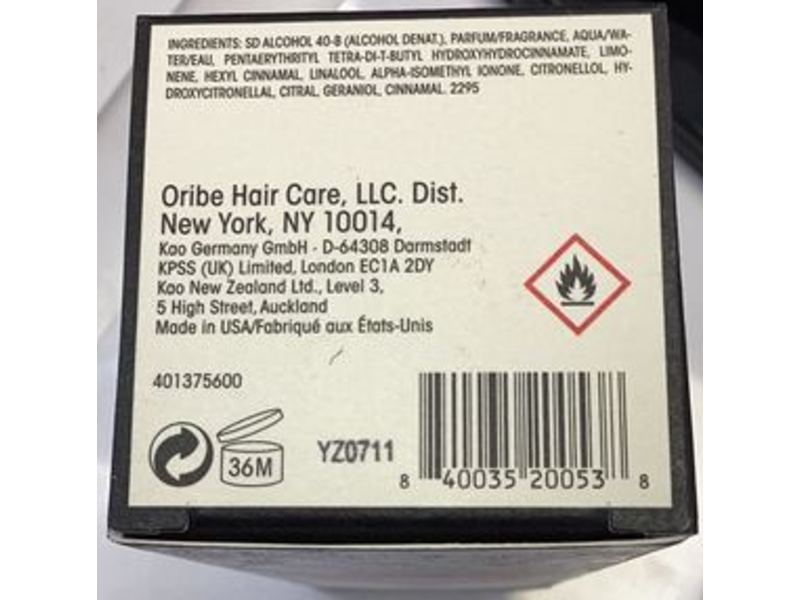 INGREDIENTS: SD ALCOHOL 40-B (ALCOHOL DENAT.), PARFUM/FRAGRANCE, AQUA/WA-
TER/EAU, PENTAERYTHRITYL TETRA-DI-T-BUTYL HYDROXYHYDROCINNAMATE, LIMO-
NENE, HEXYL CINNAMAL, LINALOOL, ALPHA-ISOMETHYL IONONE, CITRONELLOL, HY-
DROXYCITRONELLAL, CITRAL, GERANIOL, CINNAMAL. 2295
Oribe Hair Care, LLC. Dist.
New York, NY 10014,
Kao Germany GmbH - D-64308 Darmstadt
KPSS (UK) Limited, London EC1A 2DY
Kao New Zealand Ltd., Level 3,
5 High Street, Auckland
Made in USA/Fabriqué aux États-Unis
401375600
36M
YZ0711
8 40035 20053 8